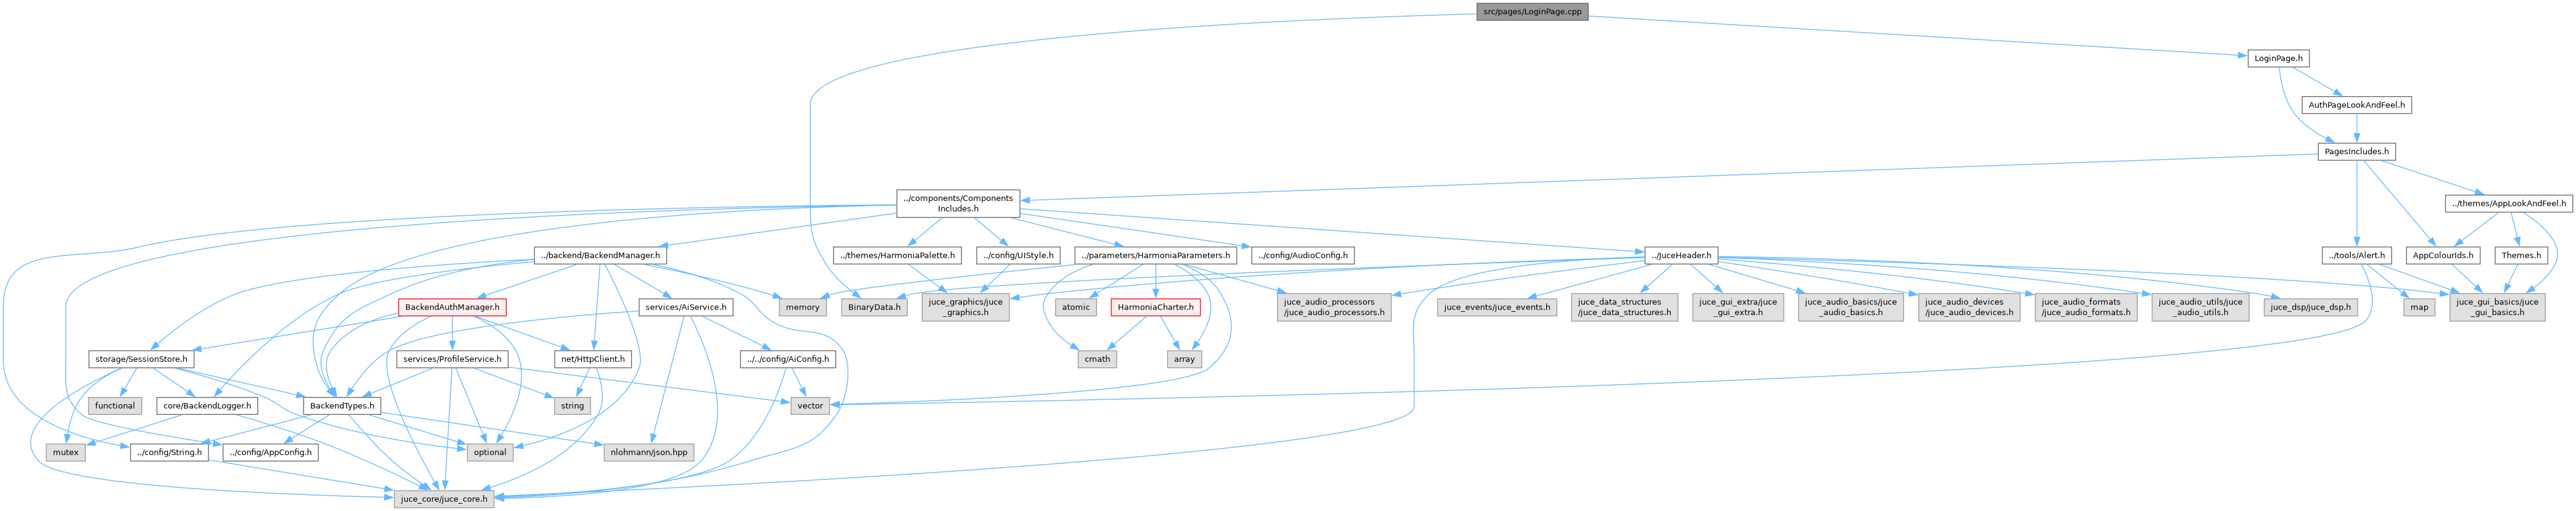 src/pages/LoginPage.cpp
LoginPage.h
AuthPageLookAndFeel.h
PagesIncludes.h
../components/Components
Includes.h
../themes/AppLookAndFeel.h
../backend/BackendManager.h
../themes/HarmoniaPalette.h
../config/UIStyle.h
../parameters/HarmoniaParameters.h
../config/AudioConfig.h
../JuceHeader.h
../tools/Alert.h
AppColourIds.h
Themes.h
BackendAuthManager.h
services/AiService.h
memory
BinaryData.h
juce_graphics/juce
_graphics.h
atomic
HarmoniaCharter.h
juce_audio_processors
/juce_audio_processors.h
juce_events/juce_events.h
juce_data_structures
/juce_data_structures.h
juce_gui_extra/juce
_gui_extra.h
juce_audio_basics/juce
_audio_basics.h
juce_audio_devices
/juce_audio_devices.h
juce_audio_formats
/juce_audio_formats.h
juce_audio_utils/juce
_audio_utils.h
juce_dsp/juce_dsp.h
map
juce_gui_basics/juce
_gui_basics.h
storage/SessionStore.h
services/ProfileService.h
net/HttpClient.h
../../config/AiConfig.h
cmath
array
functional
core/BackendLogger.h
BackendTypes.h
string
vector
mutex
../config/String.h
../config/AppConfig.h
optional
nlohmann/json.hpp
juce_core/juce_core.h